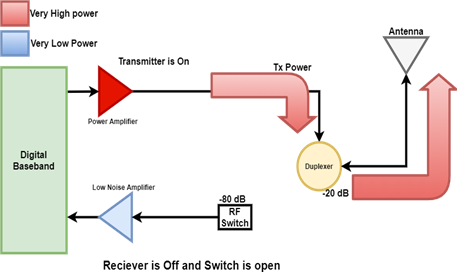 Very High power
Very Low Power
Antenna
Transmitter is On
Tx Power
Power Amplifier
Digital
Baseband
Duplexer
-20 dB
Low Noise Amplifier
-80 dB
RF
Switch
Reciever is Off and Switch is open